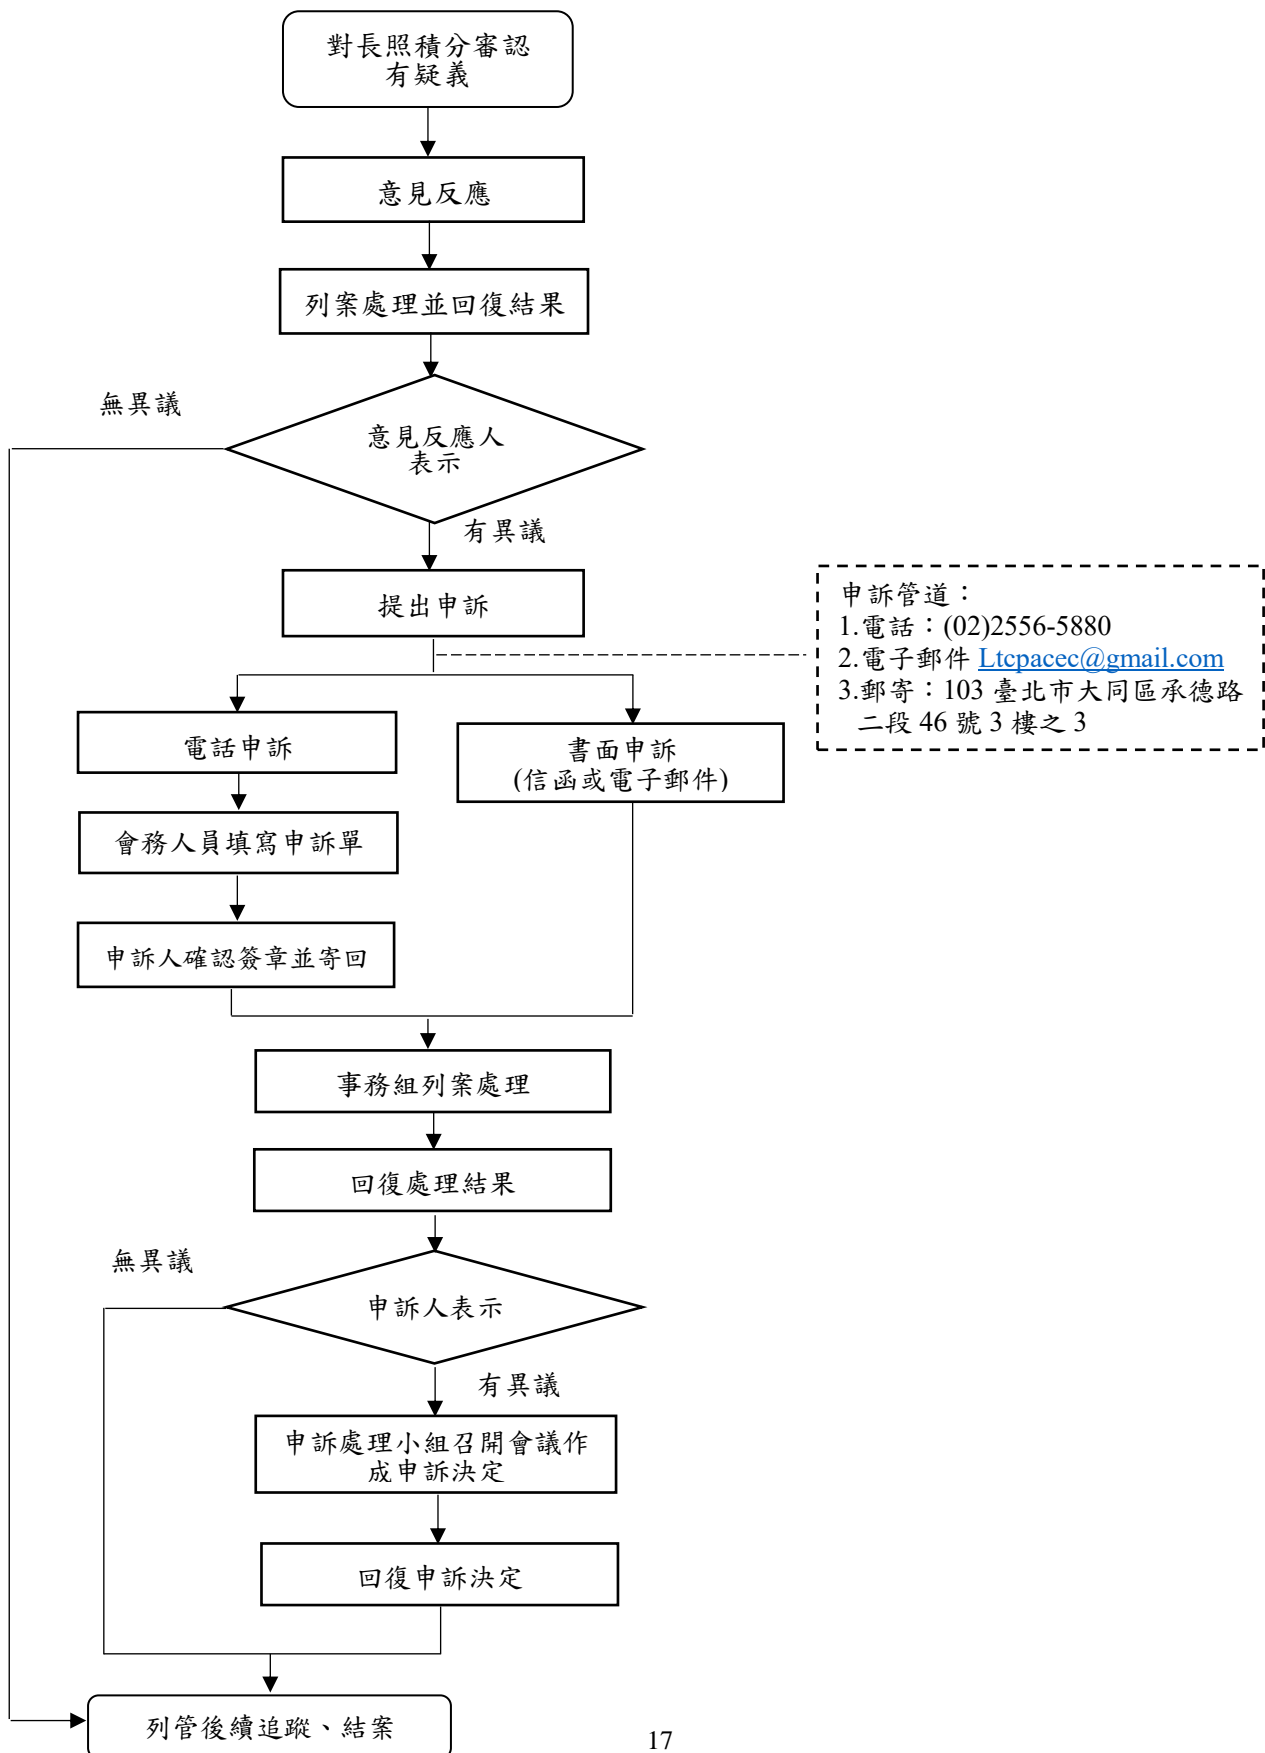 對長照積分審認
有疑義
意見反應
列案處理並回復結果
無異議
意見反應人
表示
有異議
提出申訴
申訴管道：
1.電話：(02)2556-5880
2.電子郵件 Ltcpacec@gmail.com
3.郵寄：103 臺北市大同區承德路
二段 46 號 3 樓之 3
電話申訴
書面申訴
(信函或電子郵件)
會務人員填寫申訴單
申訴人確認簽章並寄回
事務組列案處理
回復處理結果
無異議
申訴人表示
有異議
申訴處理小組召開會議作
成申訴決定
回復申訴決定
列管後續追蹤、結案
17